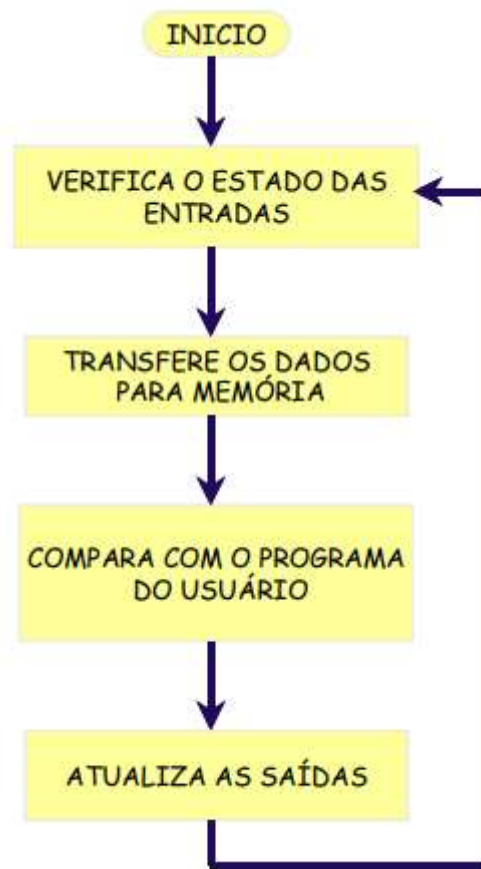 INICIO
VERIFICA O ESTADO DAS
ENTRADAS
TRANSFERE OS DADOS
PARA MEMÓRIA
COMPARA COM O PROGRAMA
DO USUÁRIO
ATUALIZA AS SAÍDAS